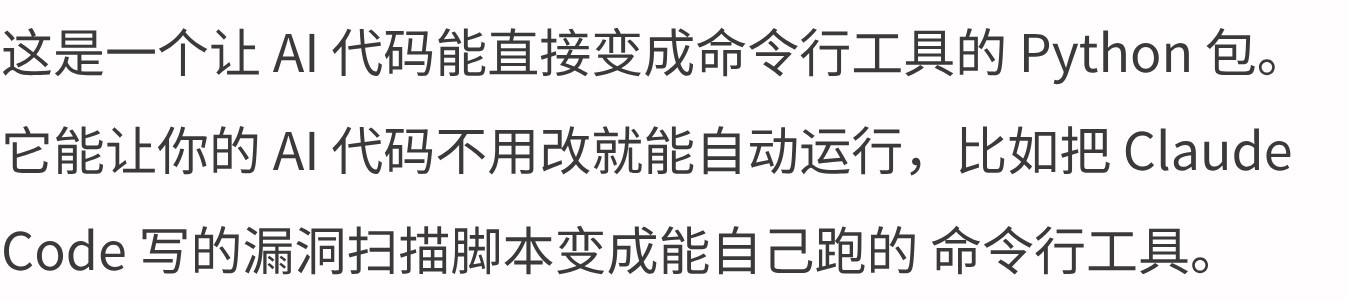 这是一个让 AI 代码能直接变成命令行工具的 Python 包。
它能让你的 AI 代码不用改就能自动运行，比如把 Claude
Code 写的漏洞扫描脚本变成能自己跑的 命令行工具。